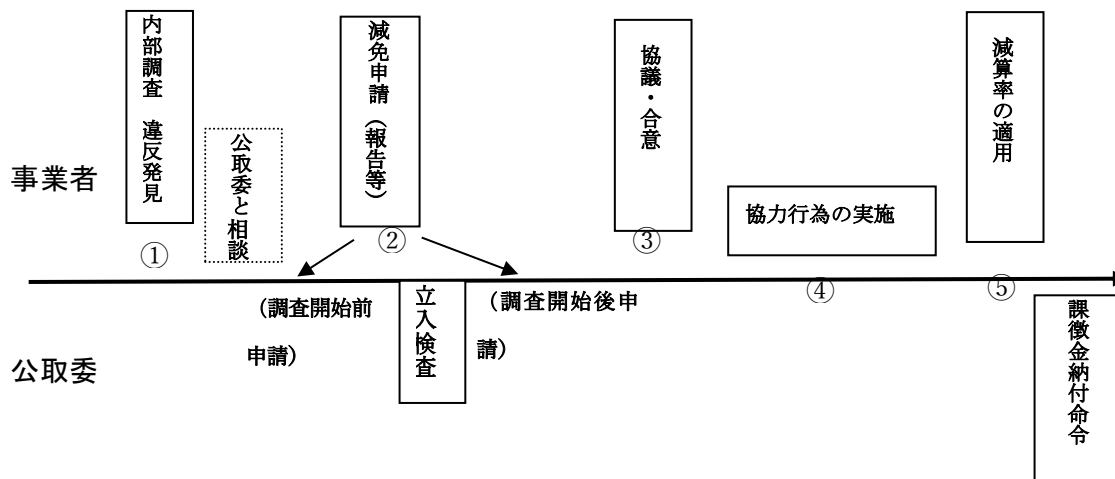 内部調査　違反発見
公取委と相談
減免申請（報告等）
協議・合意
減算率の適用
事業者
協力行為の実施
①
②
③
④
⑤
（調査開始前
申請）
立入検査
（調査開始後申
請）
公取委
課徴金納付命令